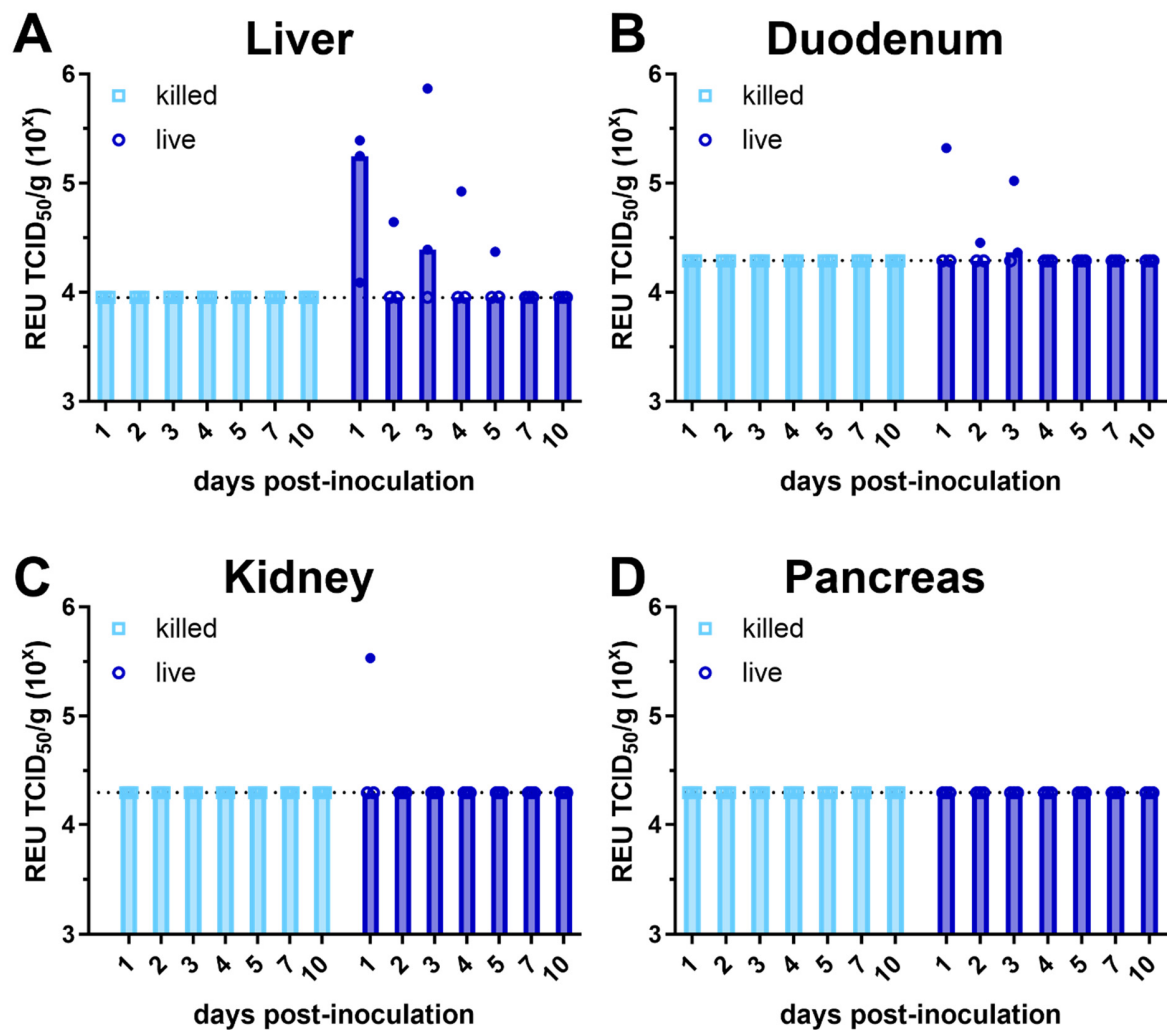 A Liver
REU TCID50/g (10^x)
6
5
4
3
killed
live
1 2 3 4 5 7 10 1 2 3 4 5 7 10
days post-inoculation
B Duodenum
REU TCID50/g (10^x)
6
5
4
3
killed
live
1 2 3 4 5 7 10 1 2 3 4 5 7 10
days post-inoculation
C Kidney
REU TCID50/g (10^x)
6
5
4
3
killed
live
1 2 3 4 5 7 10 1 2 3 4 5 7 10
days post-inoculation
D Pancreas
REU TCID50/g (10^x)
6
5
4
3
killed
live
1 2 3 4 5 7 10 1 2 3 4 5 7 10
days post-inoculation